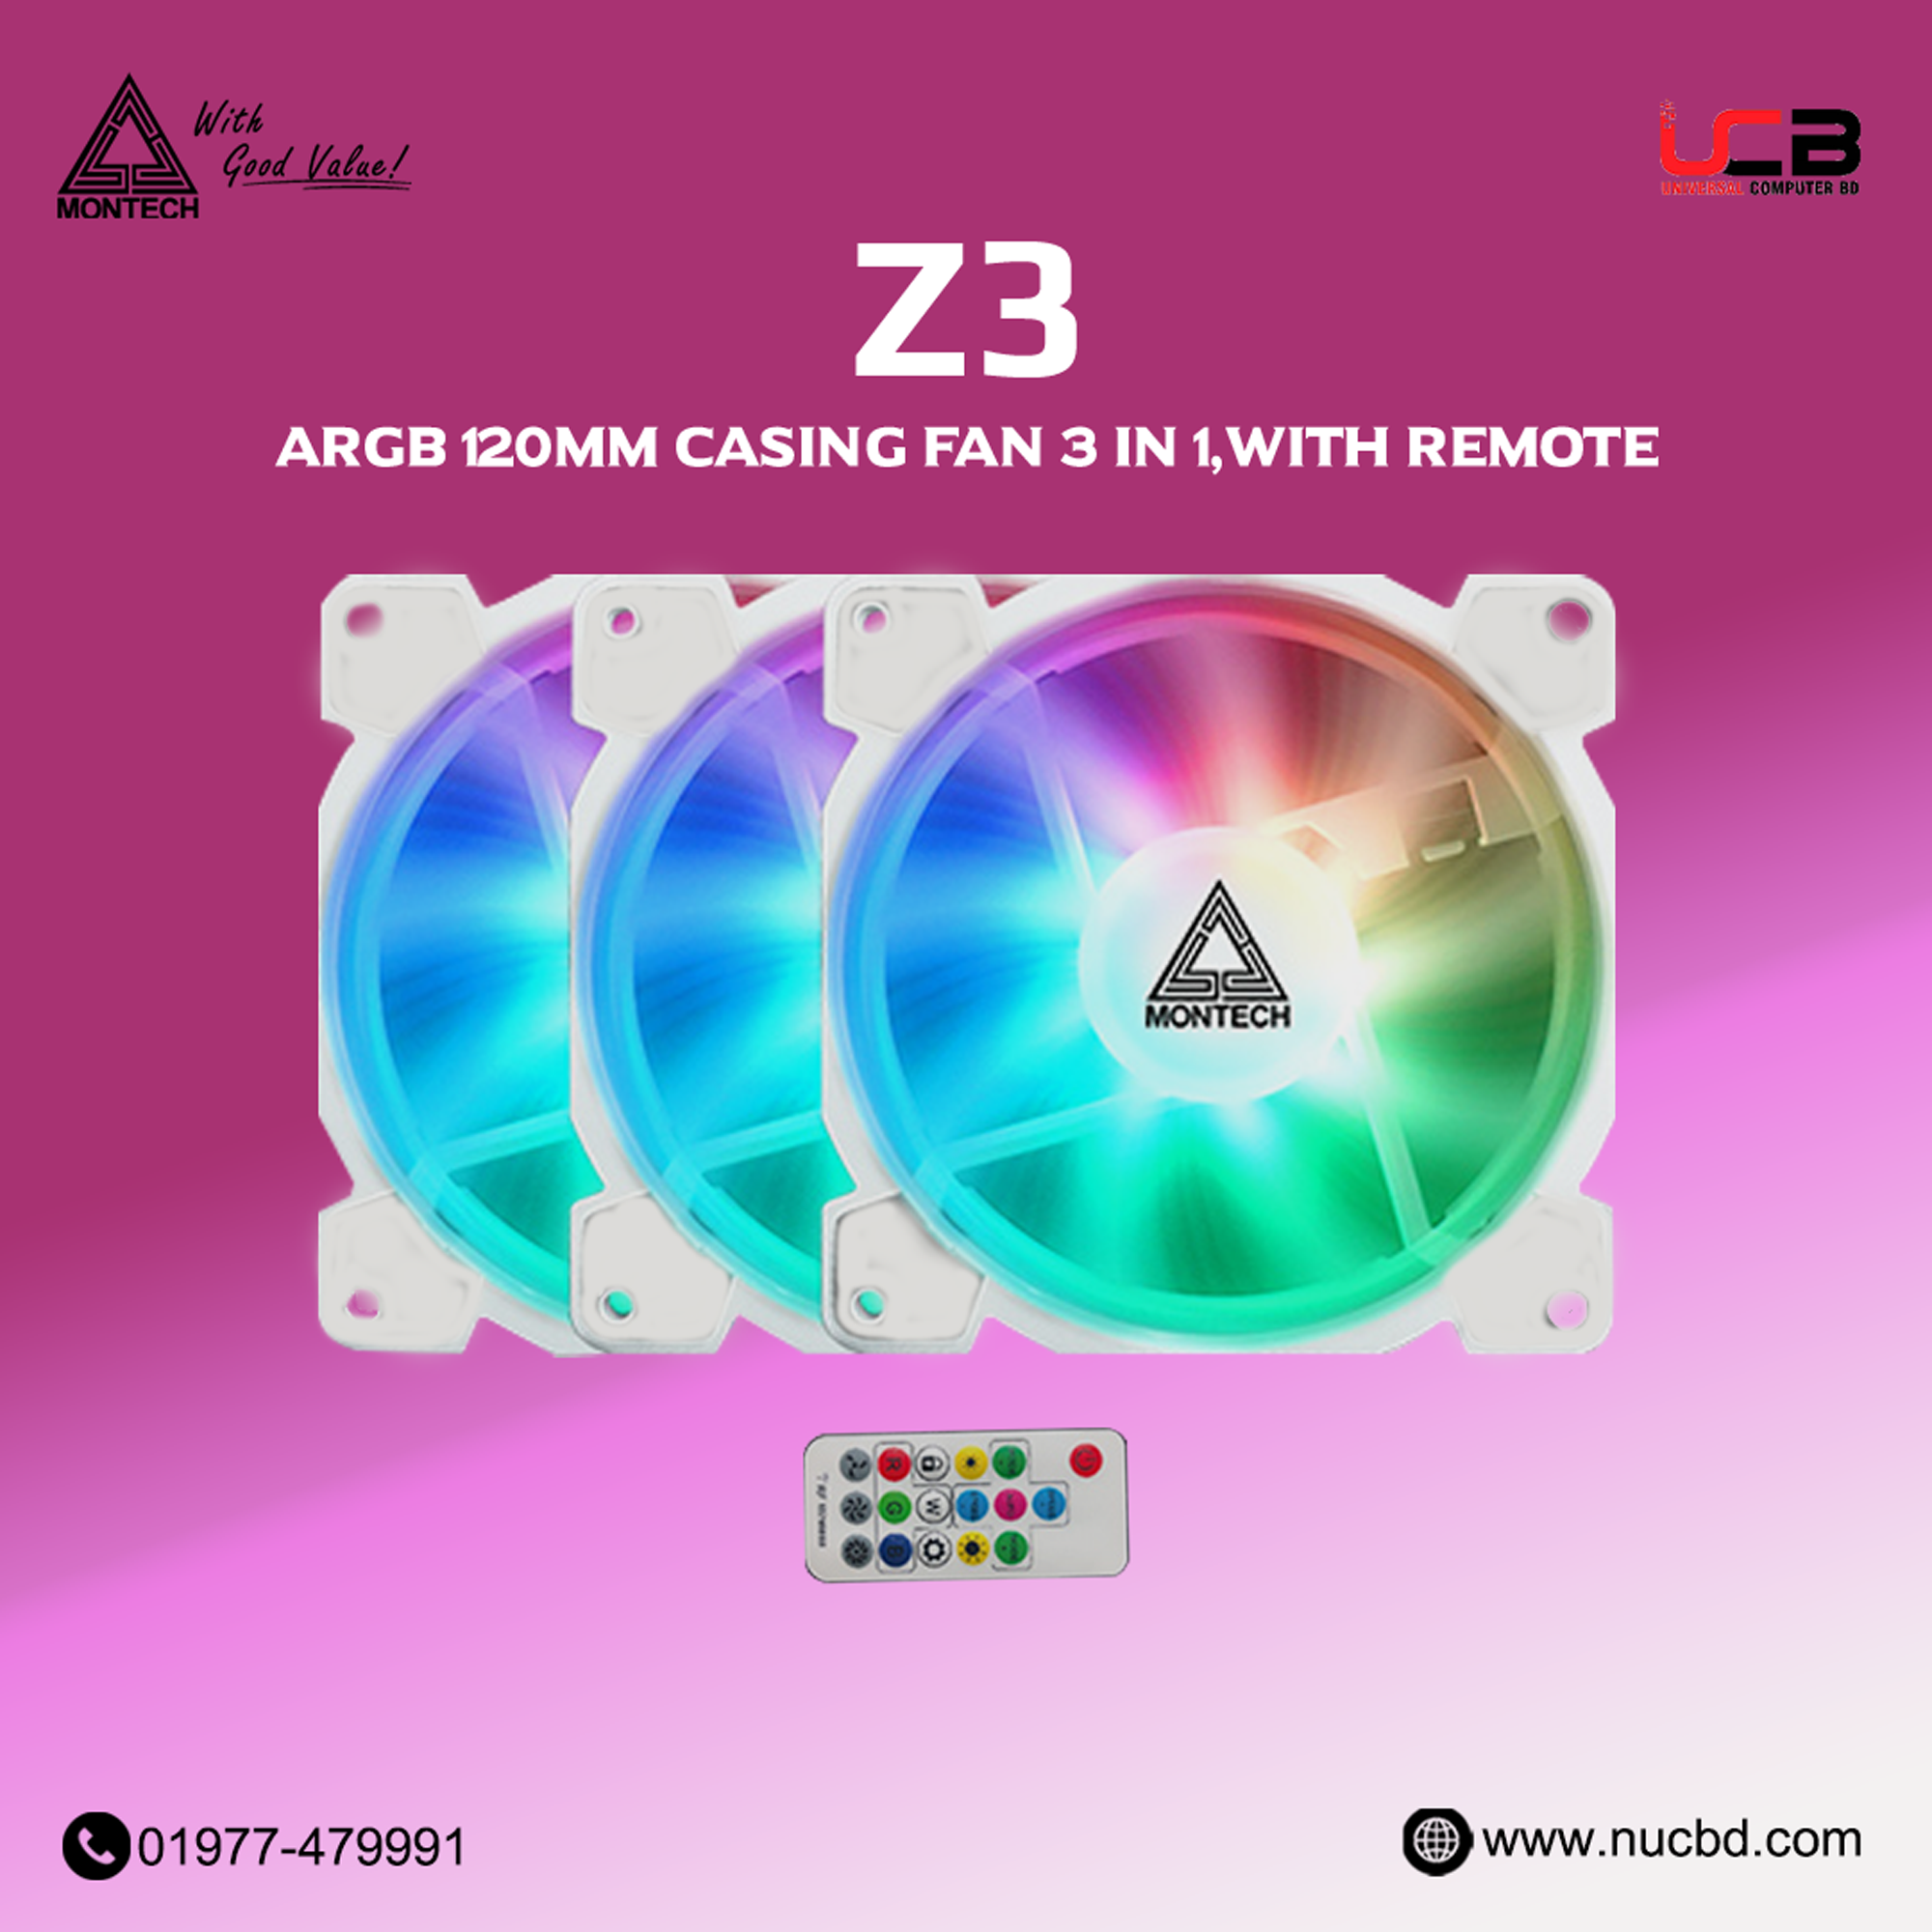 With
Good Value!
MONTECH
UCB
UNIVERSAL COMPUTER BD
Z3
ARGB 120MM CASING FAN 3 IN 1,WITH REMOTE
MONTECH
R
G
W
B
01977-479991
www.nucbd.com